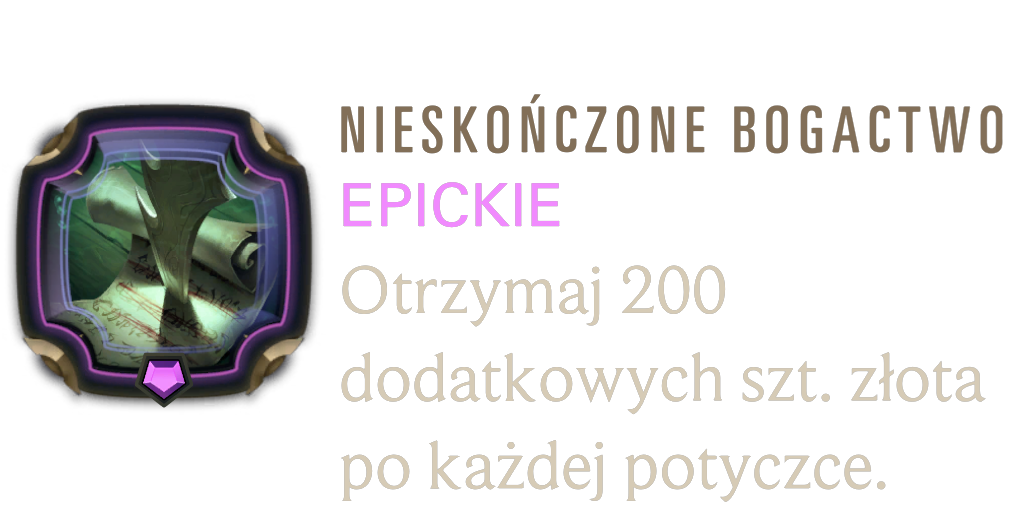 NIESKOŃCZONE BOGACTWO
EPICKIE
Otrzymaj 200
dodatkowych szt. złota
po każdej potyczce.